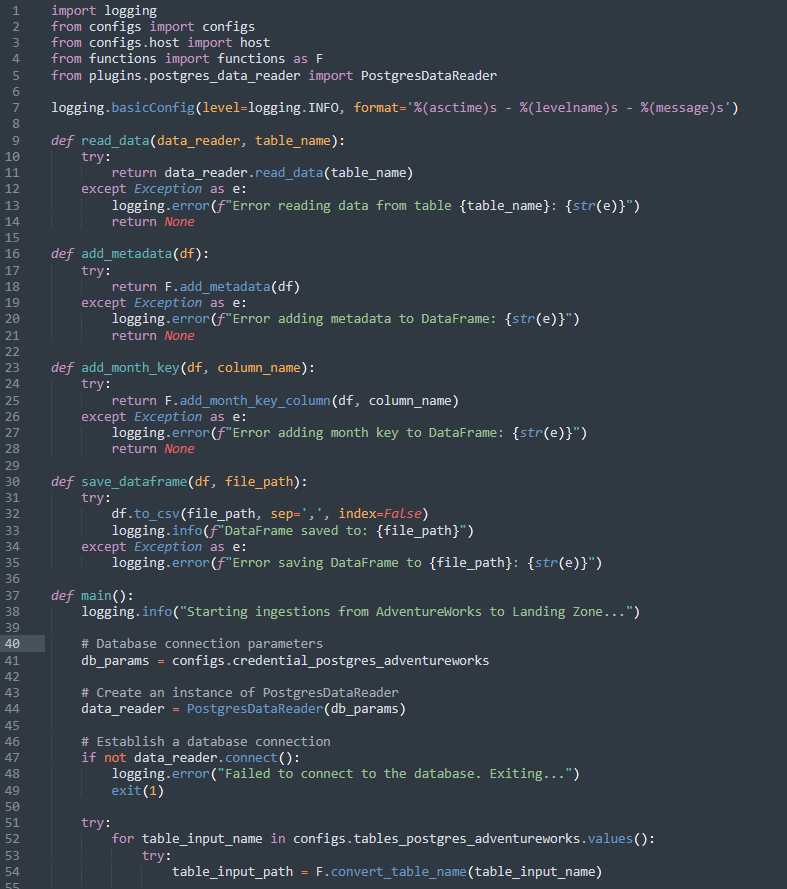 1 import logging
2 from configs import configs
3 from configs.host import host
4 from functions import functions as F
5 from plugins.postgres_data_reader import PostgresDataReader
6
7 logging.basicConfig(level=logging.INFO, format='%(asctime)s - %(levelname)s - %(message)s')
8
9 def read_data(data_reader, table_name):
10     try:
11         return data_reader.read_data(table_name)
12     except Exception as e:
13         logging.error(f"Error reading data from table {table_name}: {str(e)}")
14         return None
15
16 def add_metadata(df):
17     try:
18         return F.add_metadata(df)
19     except Exception as e:
20         logging.error(f"Error adding metadata to DataFrame: {str(e)}")
21         return None
22
23 def add_month_key(df, column_name):
24     try:
25         return F.add_month_key_column(df, column_name)
26     except Exception as e:
27         logging.error(f"Error adding month key to DataFrame: {str(e)}")
28         return None
29
30 def save_dataframe(df, file_path):
31     try:
32         df.to_csv(file_path, sep=',', index=False)
33         logging.info(f"DataFrame saved to: {file_path}")
34     except Exception as e:
35         logging.error(f"Error saving DataFrame to {file_path}: {str(e)}")
36
37 def main():
38     logging.info("Starting ingestions from AdventureWorks to Landing Zone...")
39
40     # Database connection parameters
41     db_params = configs.credential_postgres_adventureworks
42
43     # Create an instance of PostgresDataReader
44     data_reader = PostgresDataReader(db_params)
45
46     # Establish a database connection
47     if not data_reader.connect():
48         logging.error("Failed to connect to the database. Exiting...")
49         exit(1)
50
51     try:
52         for table_input_name in configs.tables_postgres_adventureworks.values():
53             try:
54                 table_input_path = F.convert_table_name(table_input_name)
55